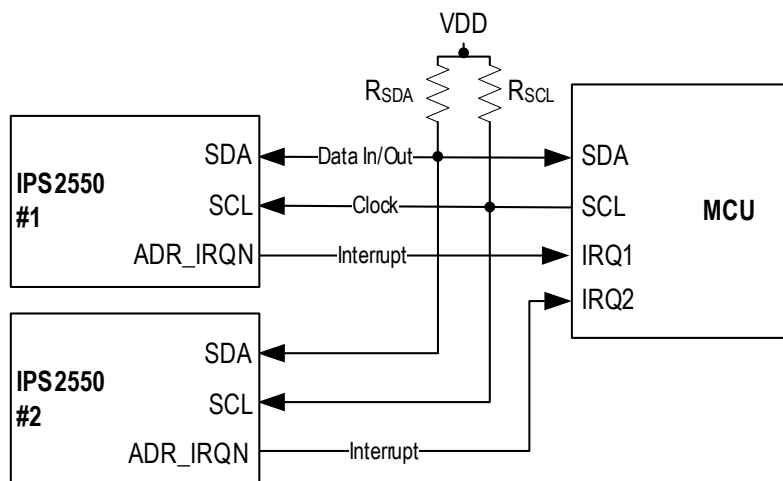 VDD
RSDA
RSCL
IPS2550
#1
SDA
SCL
ADR_IRQN
Data In/Out
Clock
Interrupt
SDA
SCL
IRQ1
IRQ2
MCU
IPS2550
#2
SDA
SCL
ADR_IRQN
Interrupt